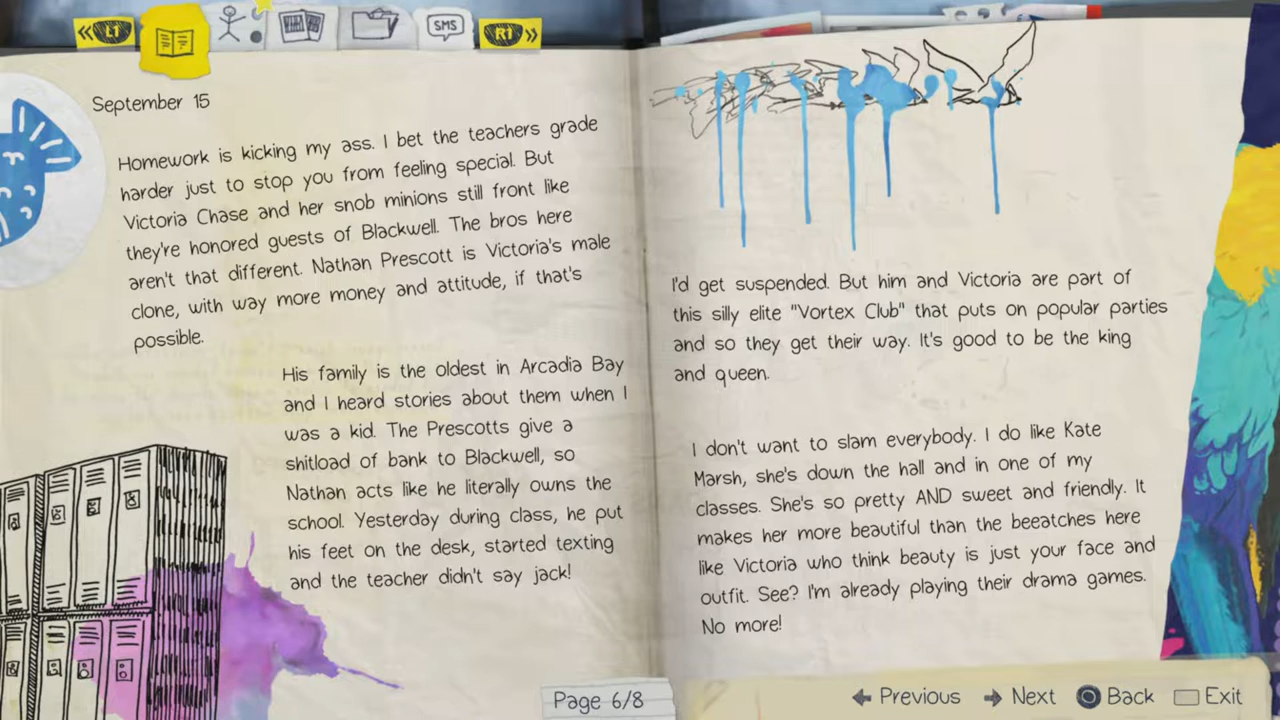 L1
SMS
R1
September 15
Homework is kicking my ass. I bet the teachers grade
harder just to stop you from feeling special. But
Victoria Chase and her snob minions still front like
they're honored guests of Blackwell. The bros here
aren't that different. Nathan Prescott is Victoria's male
clone, with way more money and attitude, if that's
possible.
His family is the oldest in Arcadia Bay
and I heard stories about them when I
was a kid. The Prescotts give a
shitload of bank to Blackwell, so
Nathan acts like he literally owns the
school. Yesterday during class, he put
his feet on the desk, started texting
and the teacher didn't say jack!
I'd get suspended. But him and Victoria are part of
this silly elite "Vortex Club" that puts on popular parties
and so they get their way. It's good to be the king
and queen.
I don't want to slam everybody. I do like Kate
Marsh, she's down the hall and in one of my
classes. She's so pretty AND sweet and friendly. It
makes her more beautiful than the beeatches here
like Victoria who think beauty is just your face and
outfit. See? I'm already playing their drama games.
No more!
Page 6/8
Previous Next Back Exit